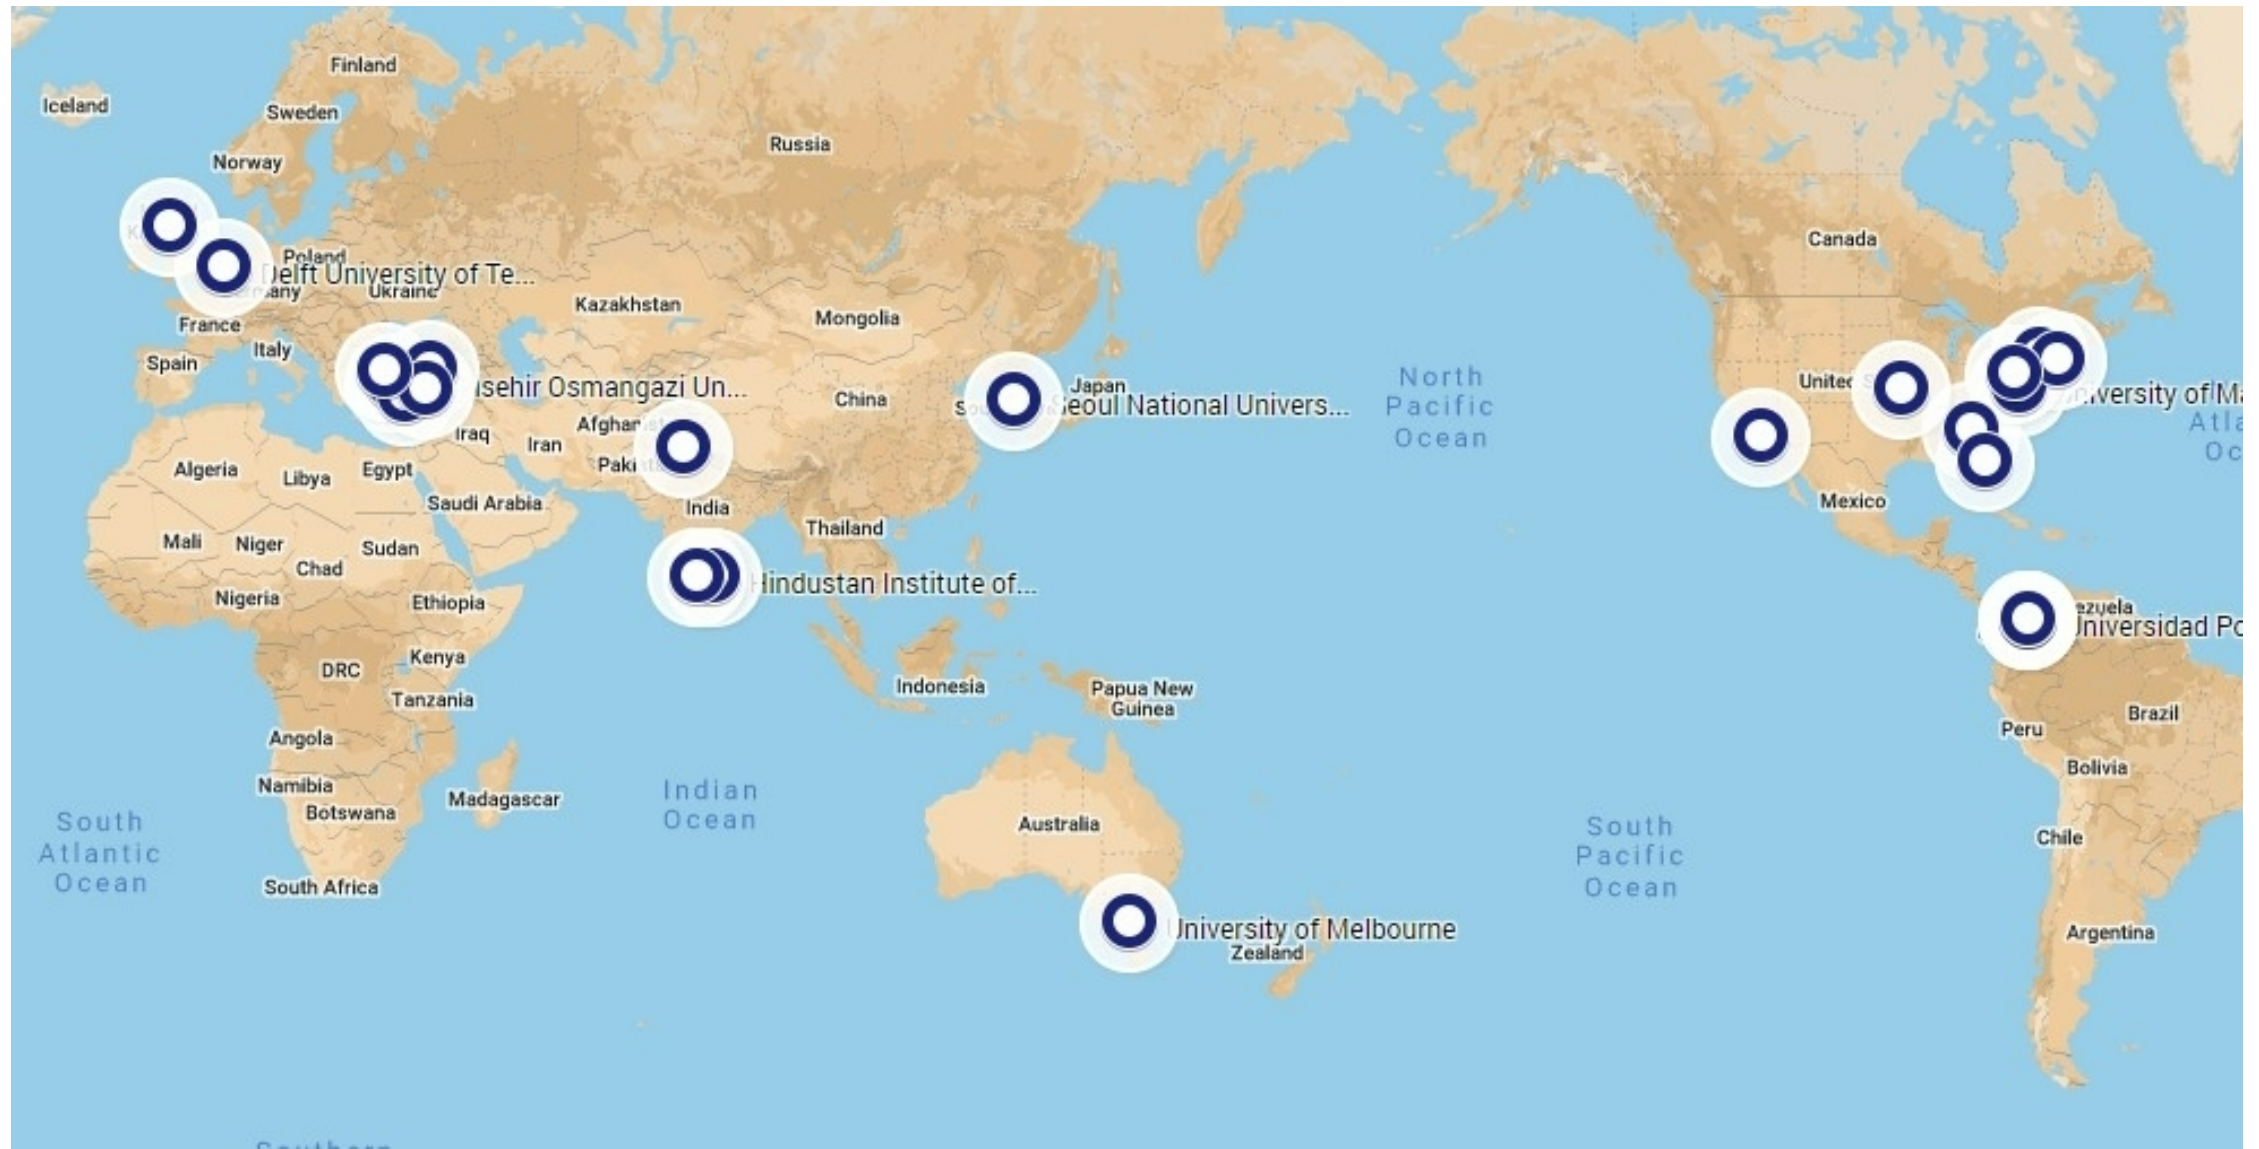 Finland
Iceland
Sweden
Russia
Norway
Canada
Poland
Delft University of Te...
Ukraine
Kazakhstan
Mongolia
France
Italy
Spain
North
Pacific
Ocean
Japan
China
Seoul National Univers...
Osmangazi Un...
University of
Iraq
Iran
Algeria
Libya
Egypt
Saudi Arabia
India
Mexico
Thailand
Mali
Niger
Sudan
Chad
Hindustan Institute of...
Nigeria
Ethiopia
Universidad
Kenya
DRC
Indonesia
Papua New
Guinea
Tanzania
Brazil
Peru
Angola
Bolivia
Namibia
Madagascar
Botswana
Indian
Ocean
Australia
South
Atlantic
Ocean
South
Pacific
Ocean
Chile
South Africa
University of Melbourne
Zealand
Argentina